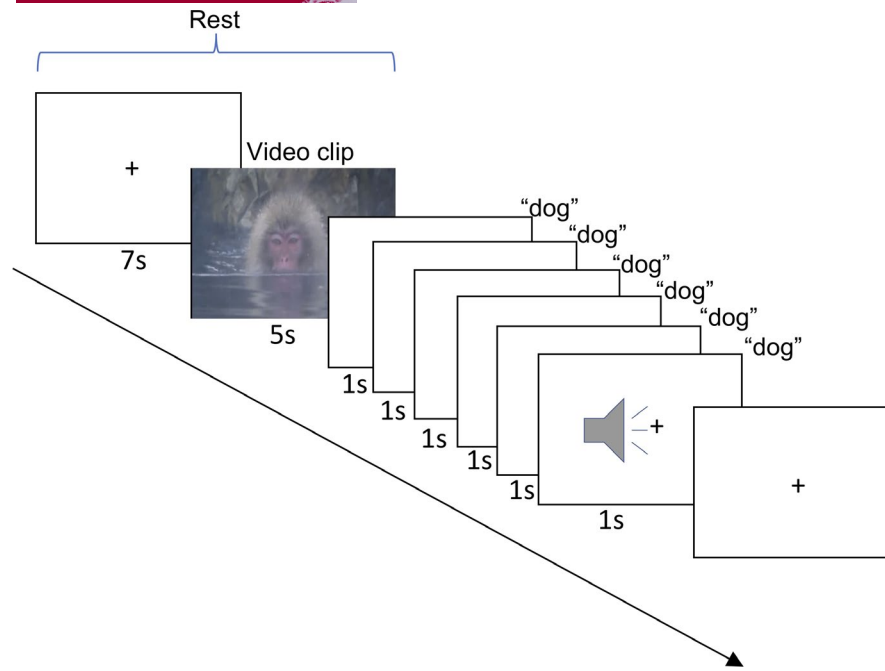 Rest
+
Video clip
7s
5s
“dog”
“dog”
“dog”
“dog”
“dog”
“dog”
1s
1s
1s
1s
1s
+
1s
+